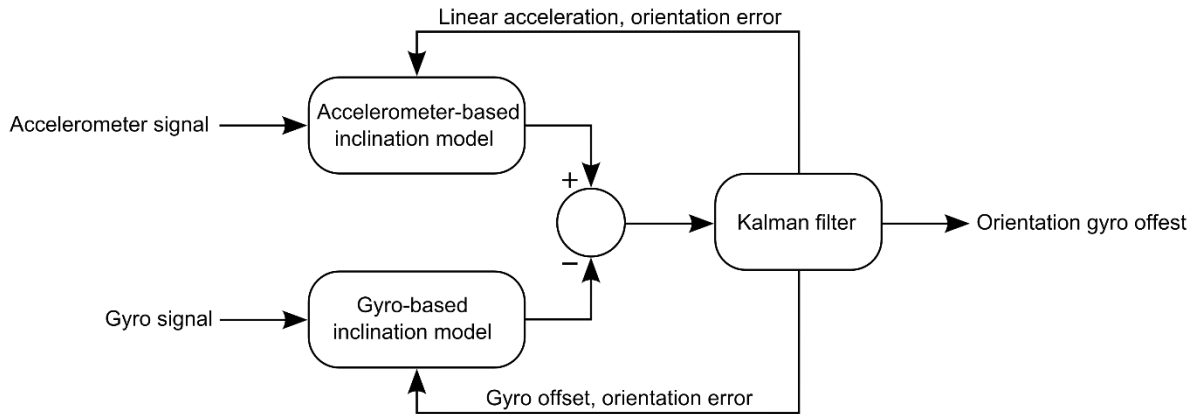 Linear acceleration, orientation error
Accelerometer signal
Accelerometer-based
inclination model
+
−
Kalman filter
Orientation gyro offest
Gyro signal
Gyro-based
inclination model
Gyro offset, orientation error